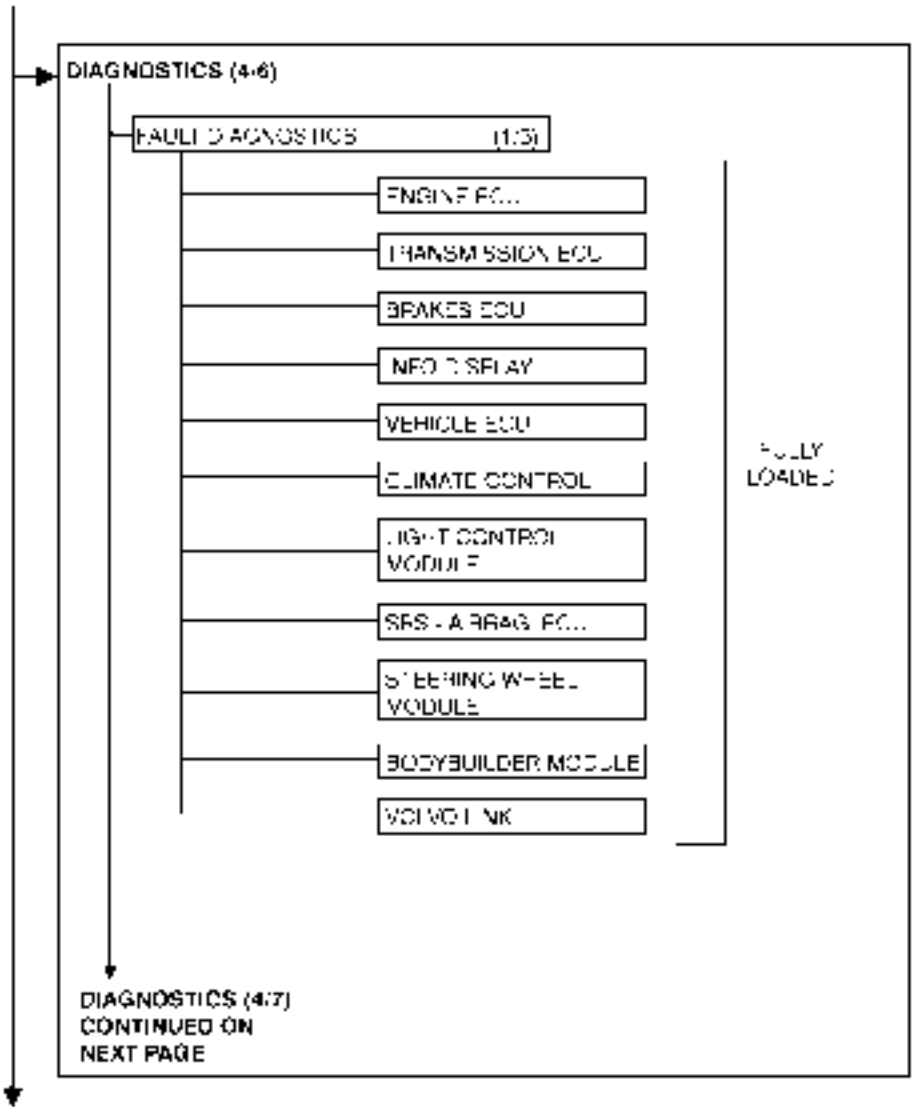 DIAGNOSTICS (4/6)
FAULT DIAGNOSTICS (1/5)
ENGINE ECU
TRANSMISSION ECU
BRAKES ECU
INFO DISPLAY
VEHICLE ECU
CLIMATE CONTROL
LIGHT CONTROL
MODULE
SRS - AIRBAG ECU
STEERING WHEEL
MODULE
BODYBUILDER MODULE
VOLVO LINK
FULLY
LOADED
DIAGNOSTICS (4/7)
CONTINUED ON
NEXT PAGE